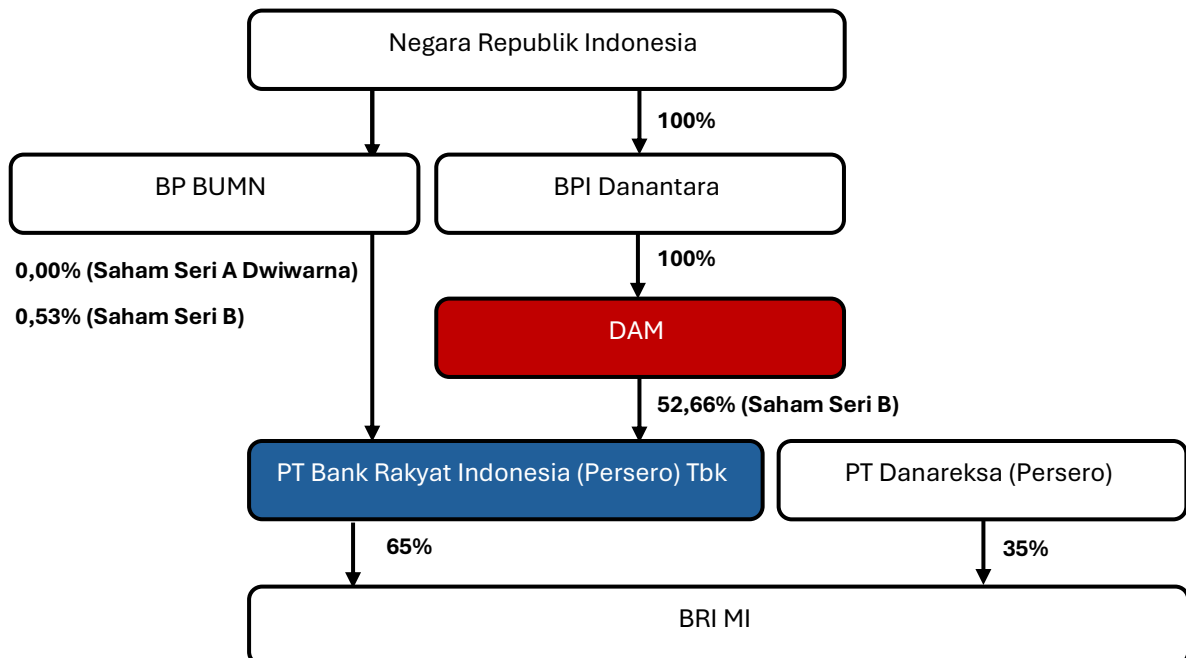 Negara Republik Indonesia
100%
BP BUMN
BPI Danantara
0,00% (Saham Seri A Dwiwarna)
100%
0,53% (Saham Seri B)
DAM
52,66% (Saham Seri B)
PT Bank Rakyat Indonesia (Persero) Tbk
PT Danareksa (Persero)
65%
35%
BRI MI